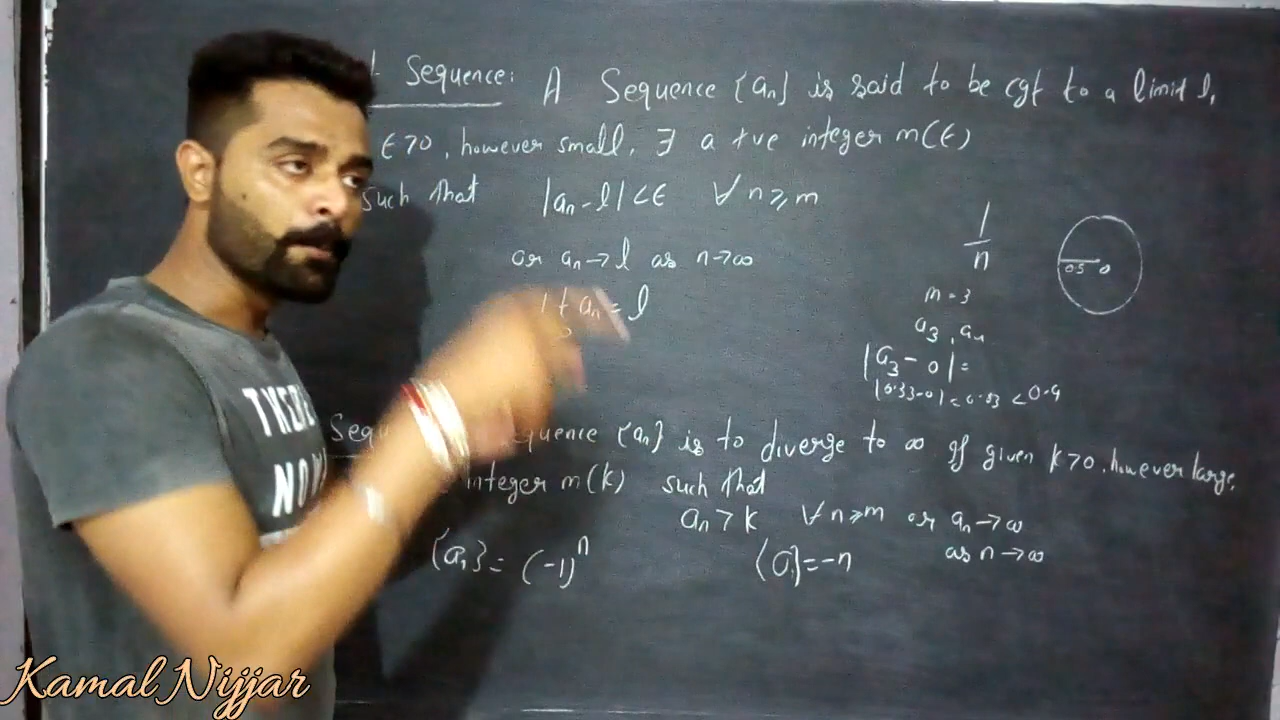 Sequence: A Sequence {an} is said to be cgt to a limit l,
ϵ>0, however small, ∃ a +ve integer m(ϵ)
such that |an-l|<ϵ ∀ n≥m
or an→l as n→∞
lt an = l
1/n
0.5 0
m=3
a3, a4
|a3-0|=
|0.33-0|=0.33<0.4
Sequence {an} is to diverge to ∞ if given k>0, however large,
integer m(k) such that
an>k ∀ n≥m or an→∞
as n→∞
{an}=(-1)^n
=-n
Kamal Nijjar